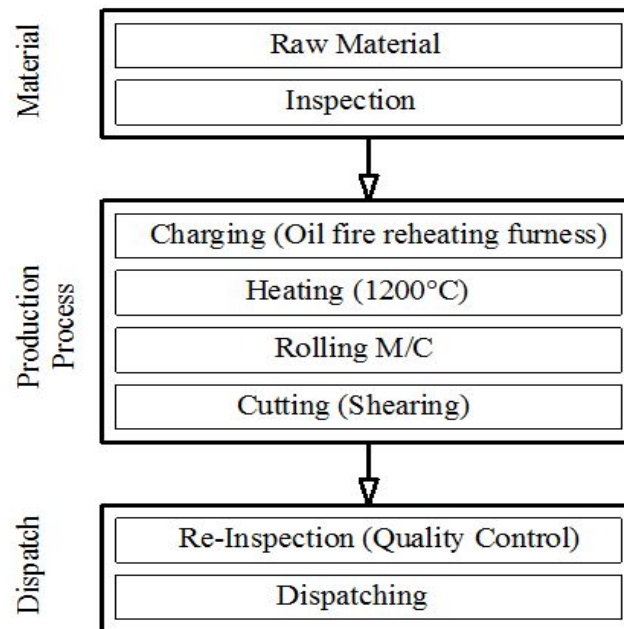 Material
Raw Material
Inspection
Production
Process
Charging (Oil fire reheating furness)
Heating (1200°C)
Rolling M/C
Cutting (Shearing)
Dispatch
Re-Inspection (Quality Control)
Dispatching